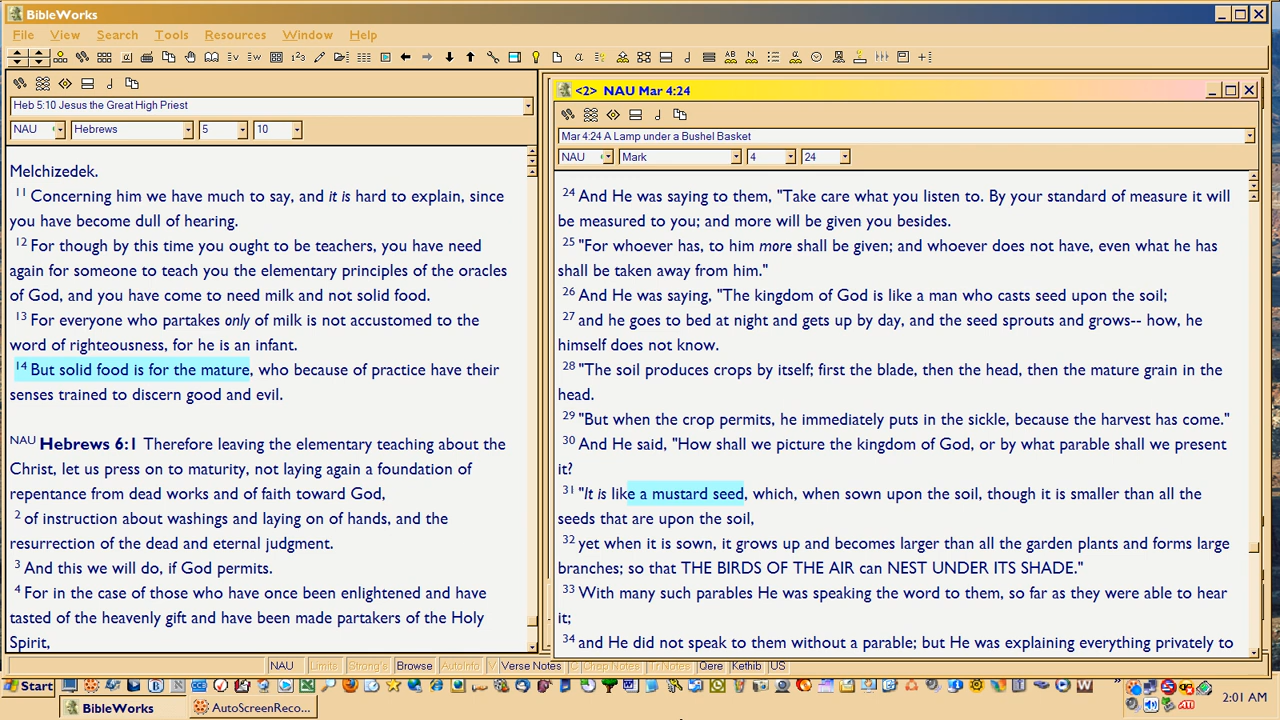 BibleWorks
File View Search Tools Resources Window Help
Heb 5:10 Jesus the Great High Priest
NAU Hebrews 5 10
Melchizedek.
11 Concerning him we have much to say, and it is hard to explain, since
you have become dull of hearing.
12 For though by this time you ought to be teachers, you have need
again for someone to teach you the elementary principles of the oracles
of God, and you have come to need milk and not solid food.
13 For everyone who partakes only of milk is not accustomed to the
word of righteousness, for he is an infant.
14 But solid food is for the mature, who because of practice have their
senses trained to discern good and evil.
NAU Hebrews 6:1 Therefore leaving the elementary teaching about the
Christ, let us press on to maturity, not laying again a foundation of
repentance from dead works and of faith toward God,
2 of instruction about washings and laying on of hands, and the
resurrection of the dead and eternal judgment.
3 And this we will do, if God permits.
4 For in the case of those who have once been enlightened and have
tasted of the heavenly gift and have been made partakers of the Holy
Spirit,
<2> NAU Mar 4:24
Mar 4:24 A Lamp under a Bushel Basket
NAU Mark 4 24
24 And He was saying to them, "Take care what you listen to. By your standard of measure it will
be measured to you; and more will be given you besides.
25 "For whoever has, to him more shall be given; and whoever does not have, even what he has
shall be taken away from him."
26 And He was saying, "The kingdom of God is like a man who casts seed upon the soil;
27 and he goes to bed at night and gets up by day, and the seed sprouts and grows-- how, he
himself does not know.
28 "The soil produces crops by itself; first the blade, then the head, then the mature grain in the
head.
29 "But when the crop permits, he immediately puts in the sickle, because the harvest has come."
30 And He said, "How shall we picture the kingdom of God, or by what parable shall we present
it?
31 "It is like a mustard seed, which, when sown upon the soil, though it is smaller than all the
seeds that are upon the soil,
32 yet when it is sown, it grows up and becomes larger than all the garden plants and forms large
branches; so that THE BIRDS OF THE AIR can NEST UNDER ITS SHADE."
33 With many such parables He was speaking the word to them, so far as they were able to hear
it;
34 and He did not speak to them without a parable; but He was explaining everything privately to
NAU Limits Strong's Browse AutoInfo V Verse Notes C Chap Notes Tr Notes Qere Kethib US
Start
BibleWorks AutoScreenReco... 2:01 AM